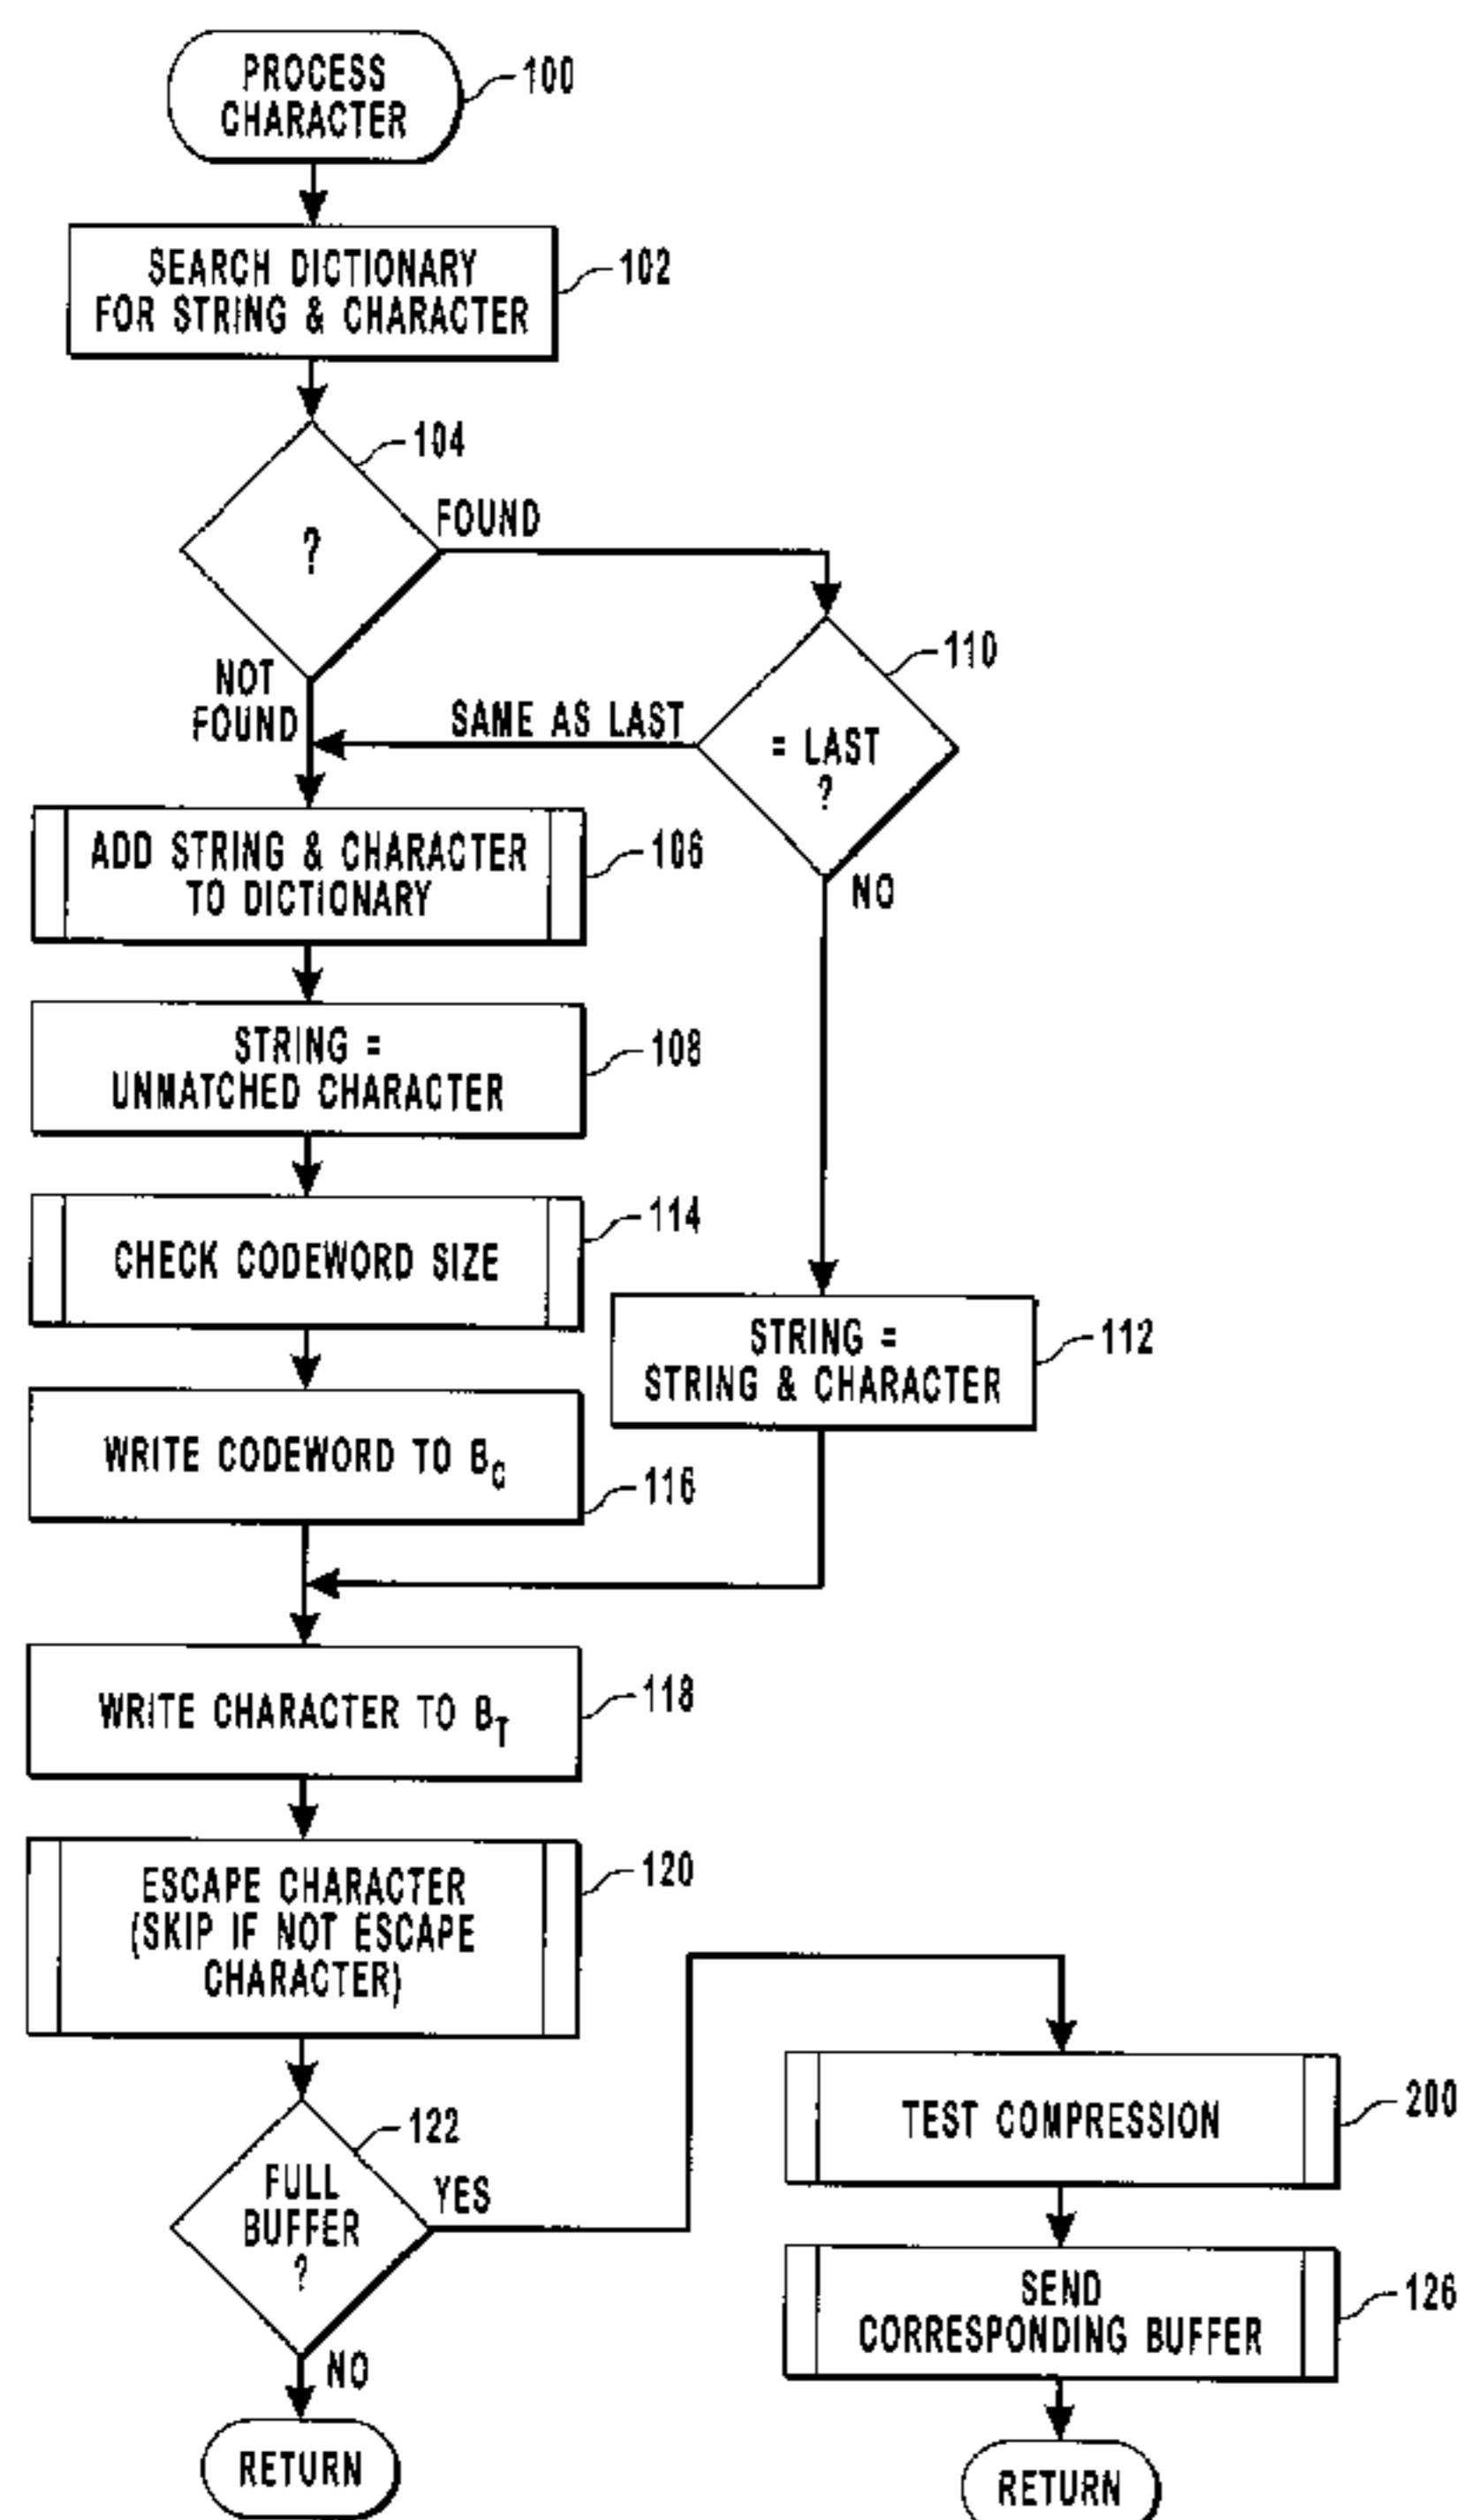 PROCESS
CHARACTER
100
SEARCH DICTIONARY
FOR STRING & CHARACTER
102
104
?
FOUND
NOT
FOUND
SAME AS LAST
110
= LAST
?
NO
ADD STRING & CHARACTER
TO DICTIONARY
106
STRING =
UNMATCHED CHARACTER
108
CHECK CODEWORD SIZE
114
STRING =
STRING & CHARACTER
112
WRITE CODEWORD TO BC
116
WRITE CHARACTER TO BT
118
ESCAPE CHARACTER
(SKIP IF NOT ESCAPE
CHARACTER)
120
122
FULL
BUFFER
?
YES
NO
RETURN
TEST COMPRESSION
200
SEND
CORRESPONDING BUFFER
126
RETURN